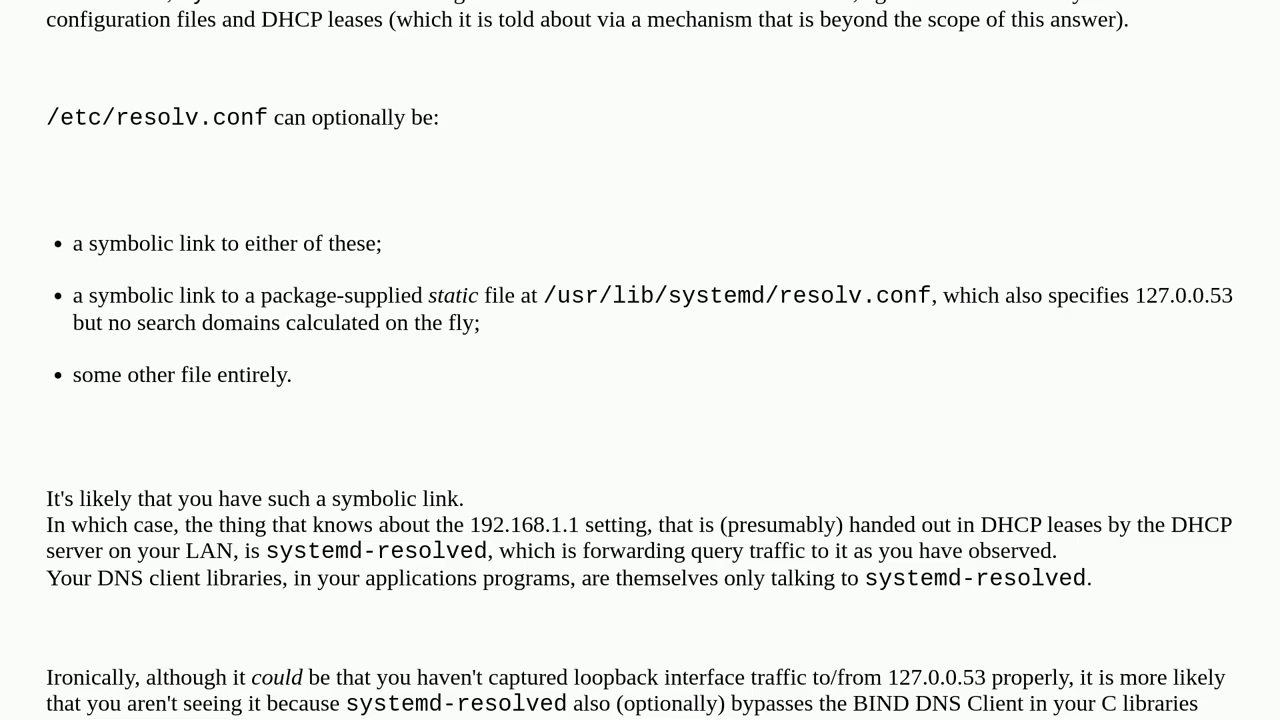 configuration files and DHCP leases (which it is told about via a mechanism that is beyond the scope of this answer).
/etc/resolv.conf can optionally be:
• a symbolic link to either of these;
• a symbolic link to a package-supplied static file at /usr/lib/systemd/resolv.conf, which also specifies 127.0.0.53
but no search domains calculated on the fly;
• some other file entirely.
It's likely that you have such a symbolic link.
In which case, the thing that knows about the 192.168.1.1 setting, that is (presumably) handed out in DHCP leases by the DHCP
server on your LAN, is systemd-resolved, which is forwarding query traffic to it as you have observed.
Your DNS client libraries, in your applications programs, are themselves only talking to systemd-resolved.
Ironically, although it could be that you haven't captured loopback interface traffic to/from 127.0.0.53 properly, it is more likely
that you aren't seeing it because systemd-resolved also (optionally) bypasses the BIND DNS Client in your C libraries